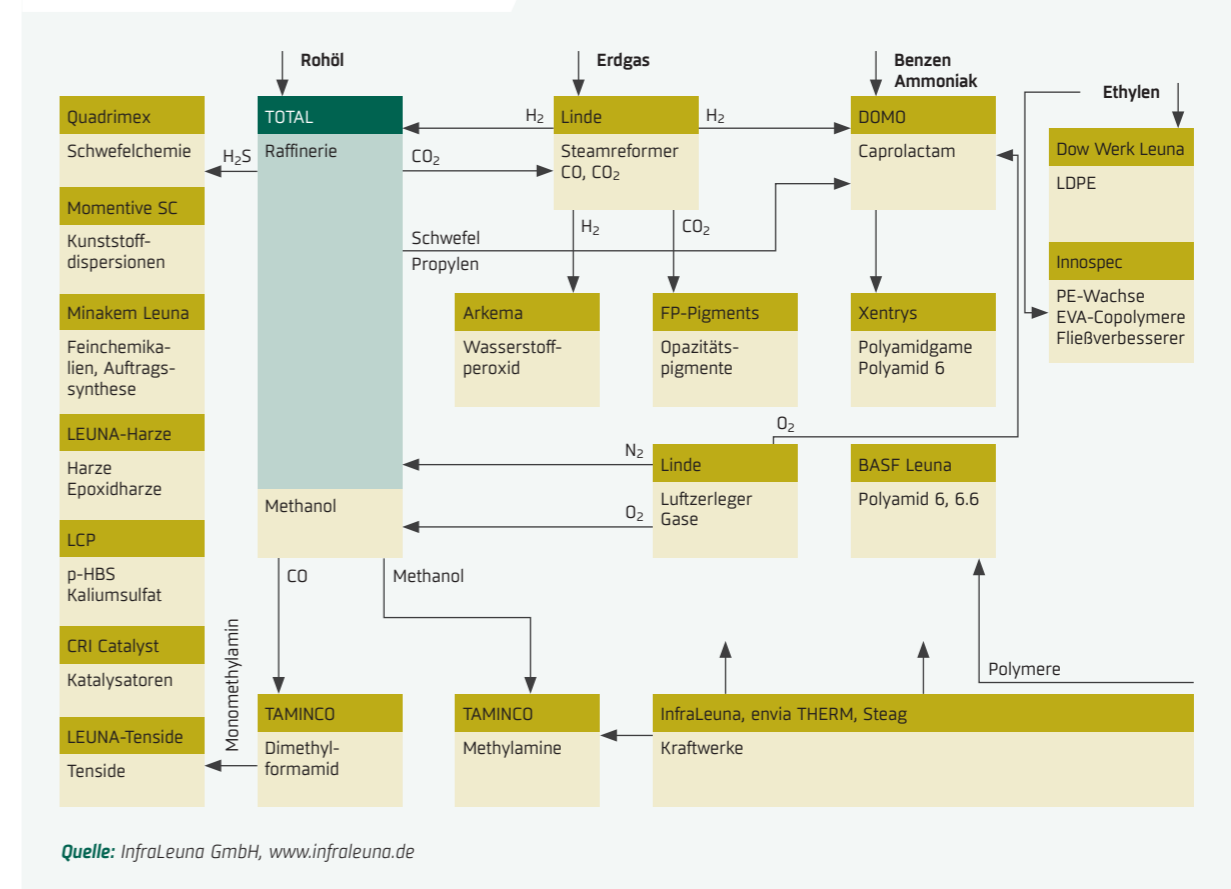 Rohöl
Erdgas
Benzen
Ammoniak
Ethylen
Quadrimex
Schwefelchemie
H₂S
Momentive SC
Kunststoff-
dispersionen
Minakem Leuna
Feinchemika-
lien, Auftrags-
synthese
LEUNA-Harze
Harze
Epoxidharze
LCP
p-HBS
Kaliumsulfat
CRI Catalyst
Katalysatoren
LEUNA-Tenside
Tenside
Monomethylamin
TOTAL
Raffinerie
Methanol
H₂
CO₂
Schwefel
Propylen
Linde
Steamreformer
CO, CO₂
H₂
H₂
CO₂
DOMO
Caprolactam
Dow Werk Leuna
LDPE
Innospec
PE-Wachse
EVA-Copolymere
Fließverbesserer
Arkema
Wasserstoff-
peroxid
FP-Pigments
Opazitäts-
pigmente
Xentrys
Polyamidgame
Polyamid 6
O₂
N₂
O₂
Linde
Luftzerleger
Gase
BASF Leuna
Polyamid 6, 6.6
CO
Methanol
Polymere
TAMINCO
Dimethyl-
formamid
TAMINCO
Methylamine
InfraLeuna, envia THERM, Steag
Kraftwerke
Quelle: InfraLeuna GmbH, www.infraleuna.de